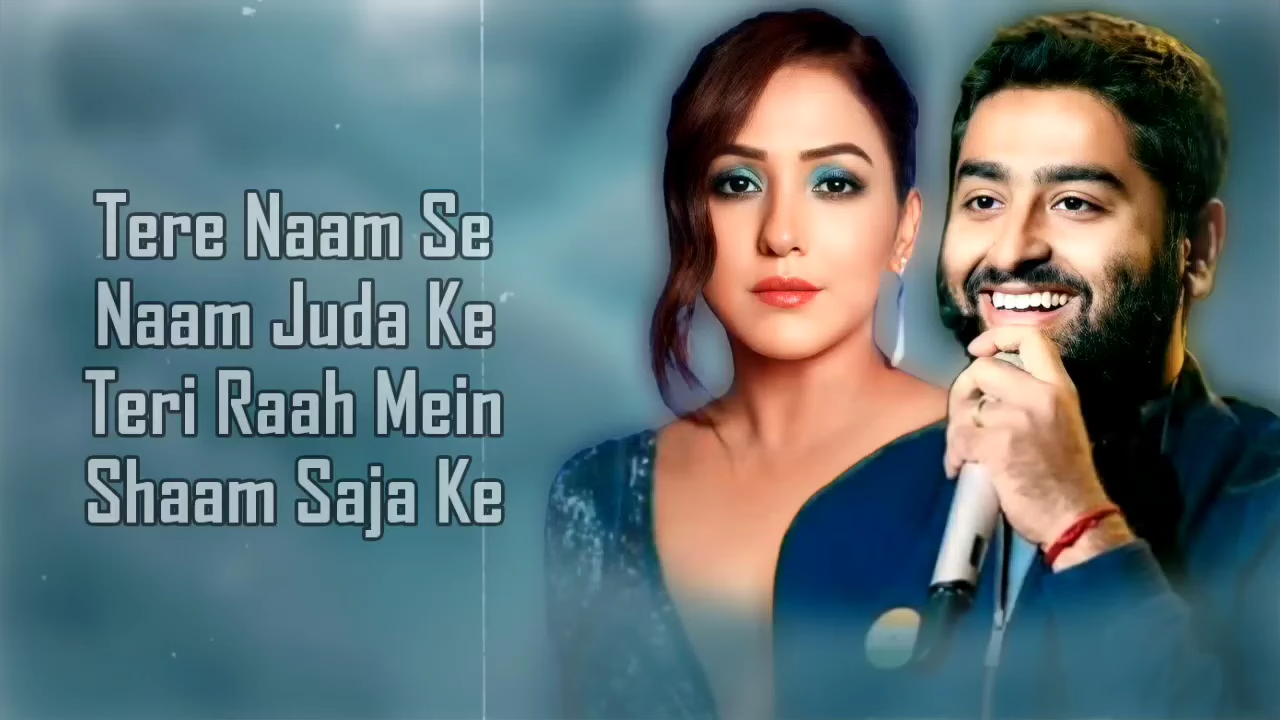 Tere Naam Se
Naam Juda Ke
Teri Raah Mein
Shaam Saja Ke